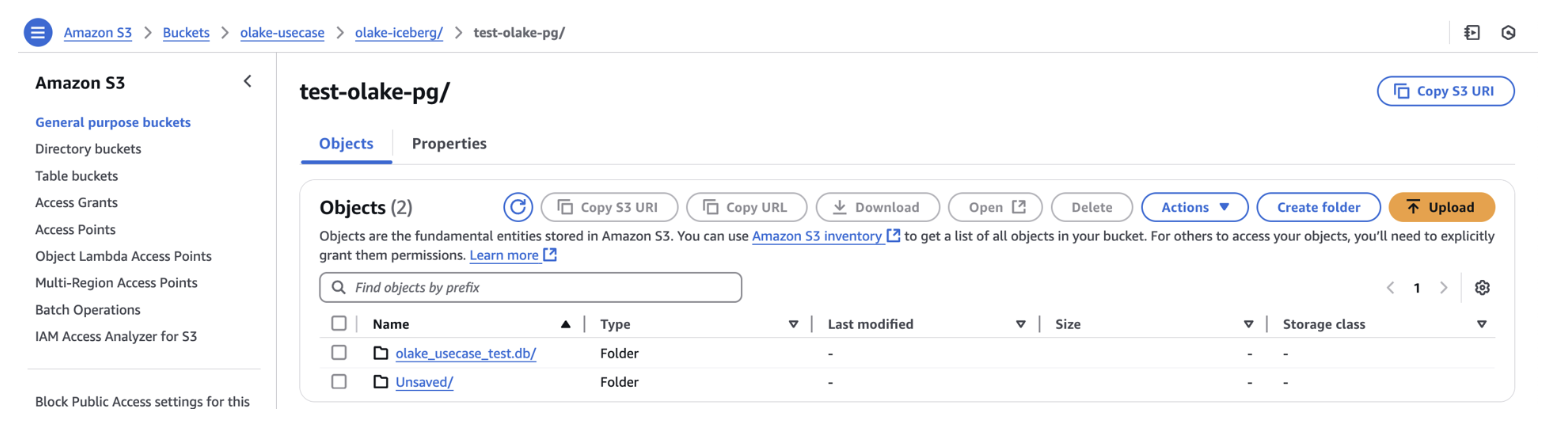 Amazon S3 > Buckets > olake-usecase > olake-iceberg/ > test-olake-pg/
Amazon S3
General purpose buckets
Directory buckets
Table buckets
Access Grants
Access Points
Object Lambda Access Points
Multi-Region Access Points
Batch Operations
IAM Access Analyzer for S3
Block Public Access settings for this
test-olake-pg/
Copy S3 URI
Objects Properties
Objects (2)
Copy S3 URI Copy URL Download Open Delete Actions Create folder Upload
Objects are the fundamental entities stored in Amazon S3. You can use Amazon S3 inventory to get a list of all objects in your bucket. For others to access your objects, you’ll need to explicitly
grant them permissions. Learn more
Find objects by prefix
1
Name Type Last modified Size Storage class
olake_usecase_test.db/ Folder - - -
Unsaved/ Folder - - -